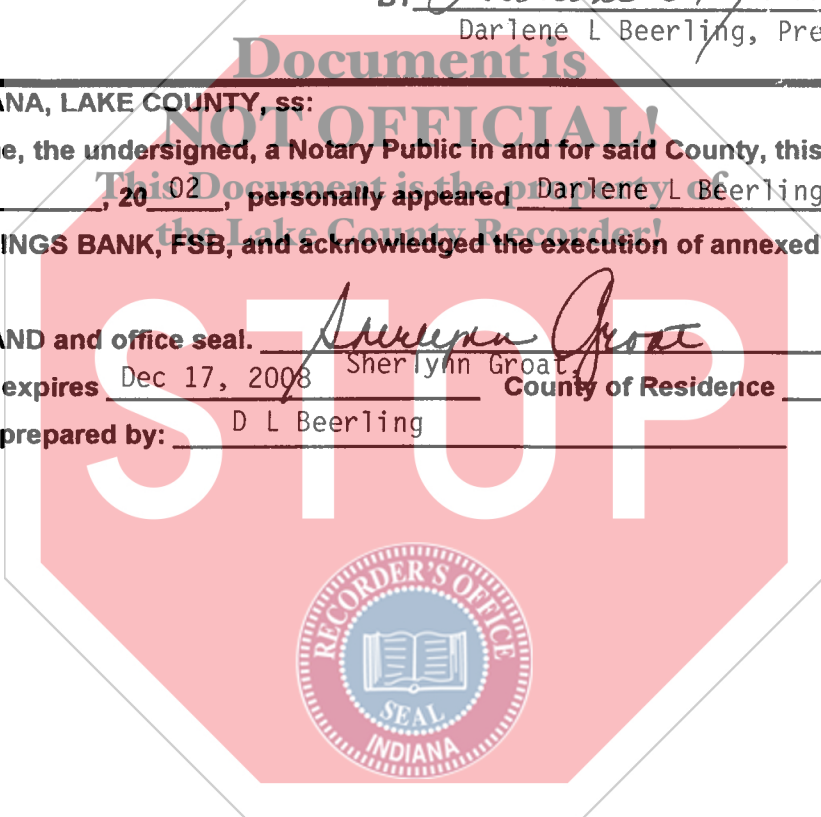 BY
Darlene L Beerling, Pre
Document is
NOT OFFICIAL!
This Document is the property of
the Lake County Recorder!
ANA, LAKE COUNTY, ss:
e, the undersigned, a Notary Public in and for said County, this
, 20 02 , personally appeared Darlene L Beerling
INGS BANK, FSB, and acknowledged the execution of annexed
AND and office seal. Sherlynn Groat
Sherlynn Groat,
expires Dec 17, 2008 County of Residence
prepared by: D L Beerling
STOP
RECORDER'S OFFICE
SEAL
INDIANA